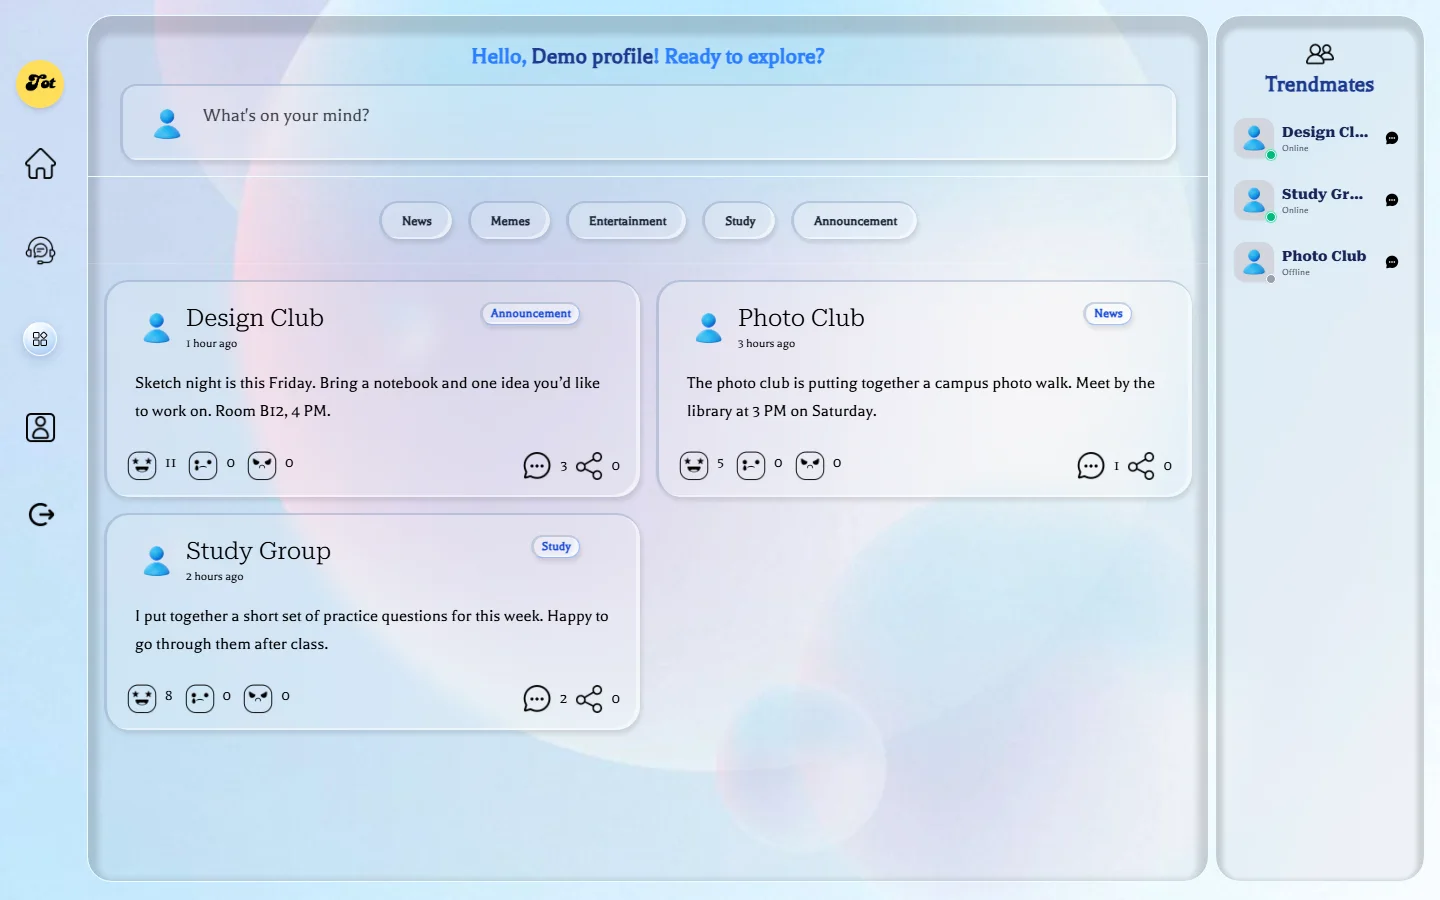 Tot
Hello, Demo profile! Ready to explore?
What's on your mind?
News
Memes
Entertainment
Study
Announcement
Design Club
Announcement
1 hour ago
Sketch night is this Friday. Bring a notebook and one idea you’d like
to work on. Room B12, 4 PM.
11
0
0
3
0
Photo Club
News
3 hours ago
The photo club is putting together a campus photo walk. Meet by the
library at 3 PM on Saturday.
5
0
0
1
0
Study Group
Study
2 hours ago
I put together a short set of practice questions for this week. Happy to
go through them after class.
8
0
0
2
0
Trendmates
Design Cl...
Online
Study Gr...
Online
Photo Club
Offline